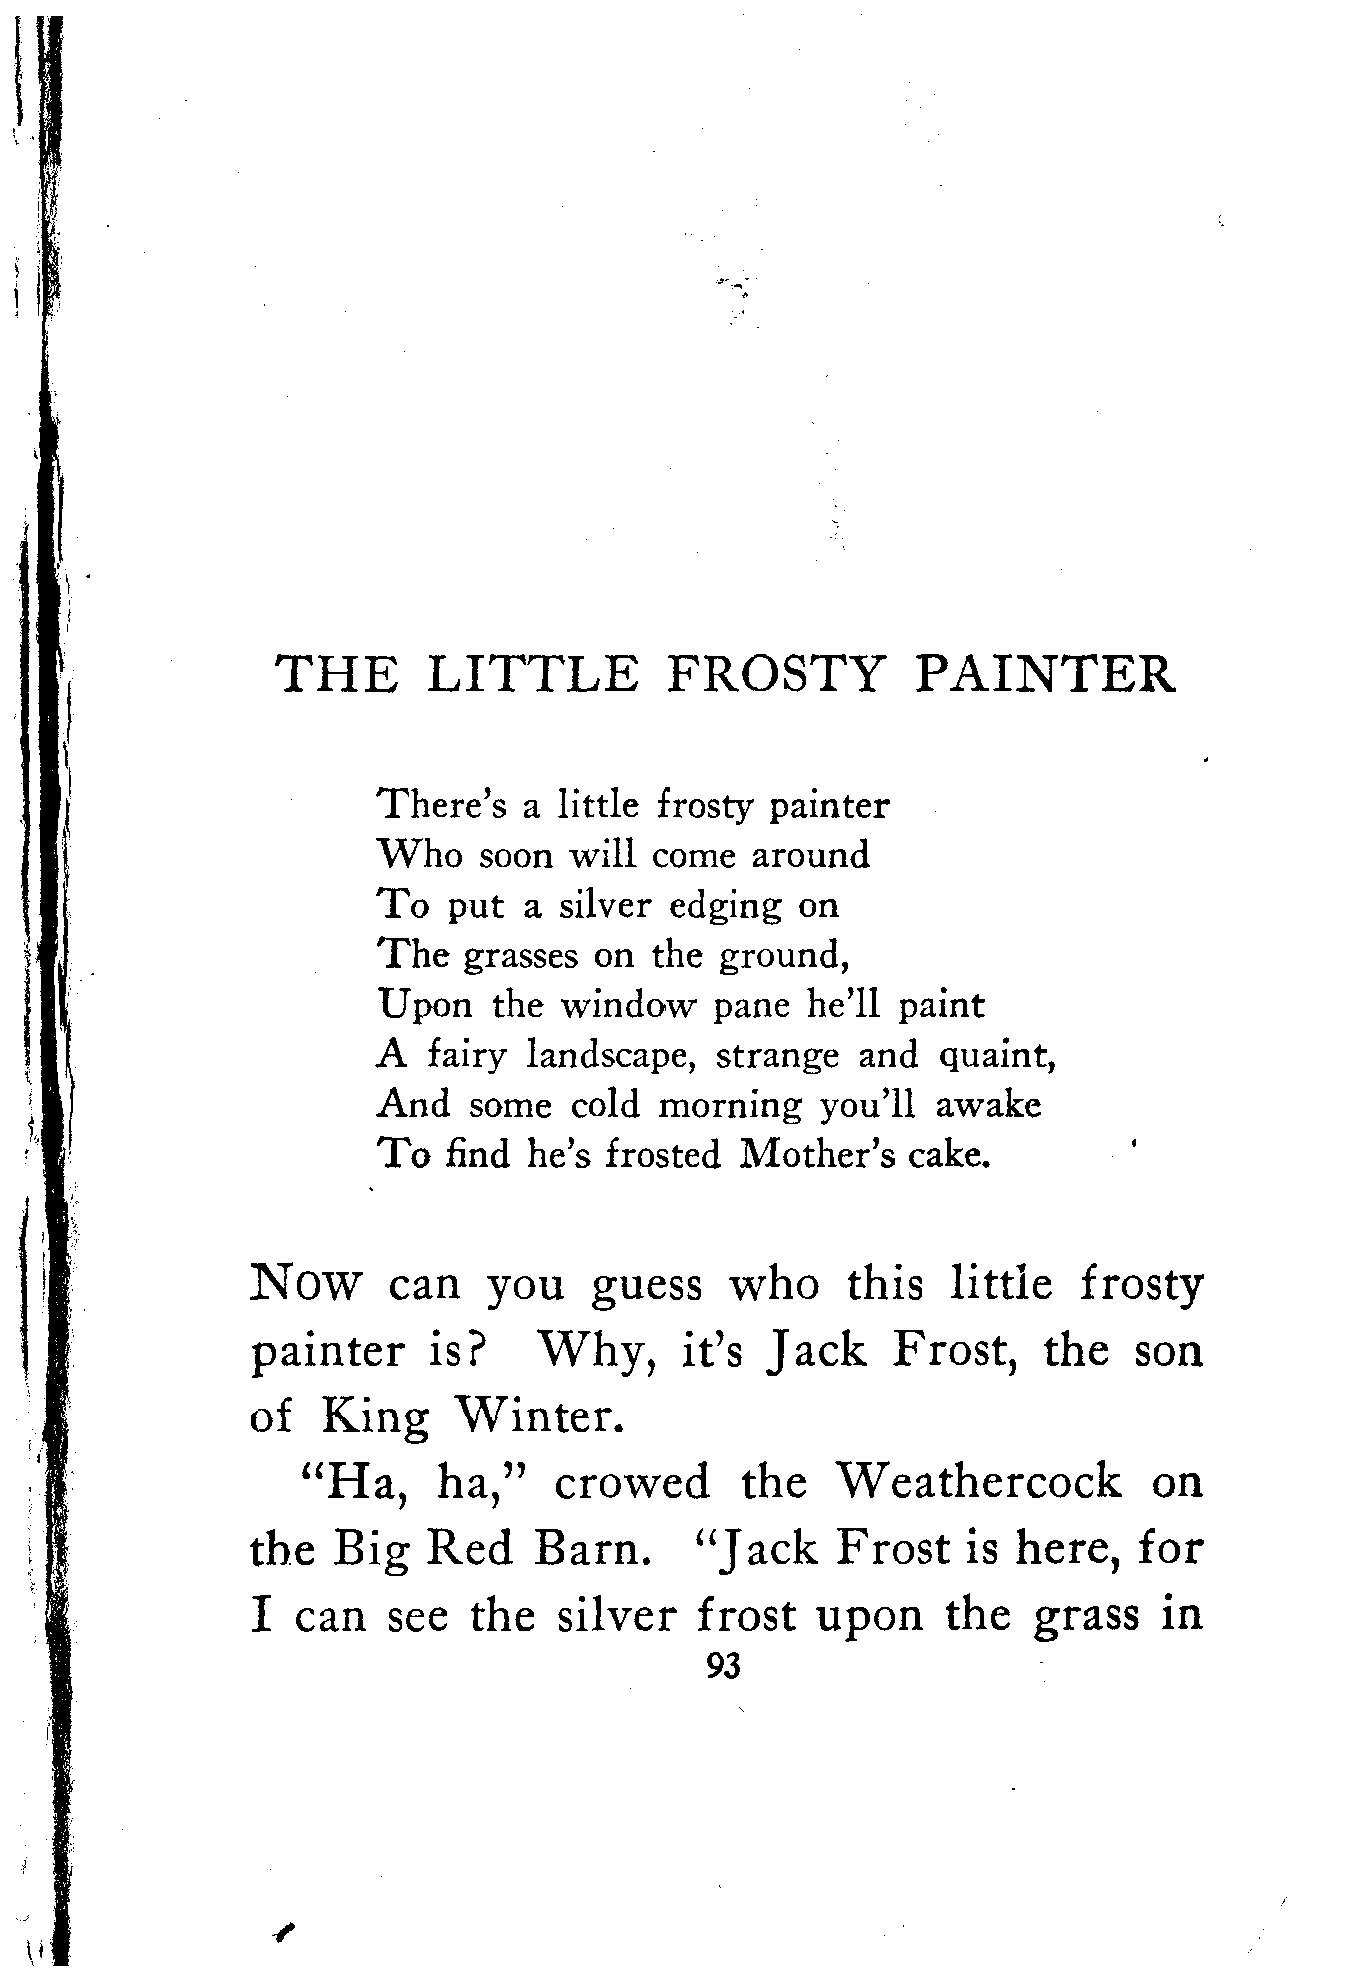 THE LITTLE FROSTY PAINTER
There's a little frosty painter
Who soon will come around
To put a silver edging on
The grasses on the ground,
Upon the window pane he'll paint
A fairy landscape, strange and quaint,
And some cold morning you'll awake
To find he's frosted Mother's cake.
NOW can you guess who this little frosty
painter is? Why, it's Jack Frost, the son
of King Winter.
"Ha, ha," crowed the Weathercock on
the Big Red Barn. "Jack Frost is here, for
I can see the silver frost upon the grass in
93